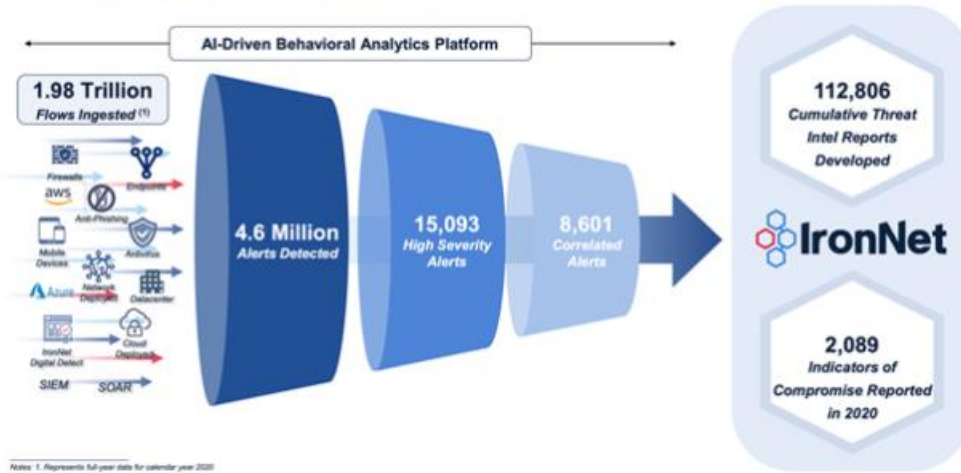 AI-Driven Behavioral Analytics Platform
1.98 Trillion
Flows Ingested (1)
Firewalls
Endpoints
aws
Anti-Phishing
Mobile
Devices
Antivirus
Azure
Network
Deployed
Datacenter
IronNet
Digital Detect
Cloud
Deployed
SIEM
SOAR
4.6 Million
Alerts Detected
15,093
High Severity
Alerts
8,601
Correlated
Alerts
112,806
Cumulative Threat
Intel Reports
Developed
IronNet
2,089
Indicators of
Compromise Reported
in 2020
Notes: 1. Represents full-year data for calendar year 2020